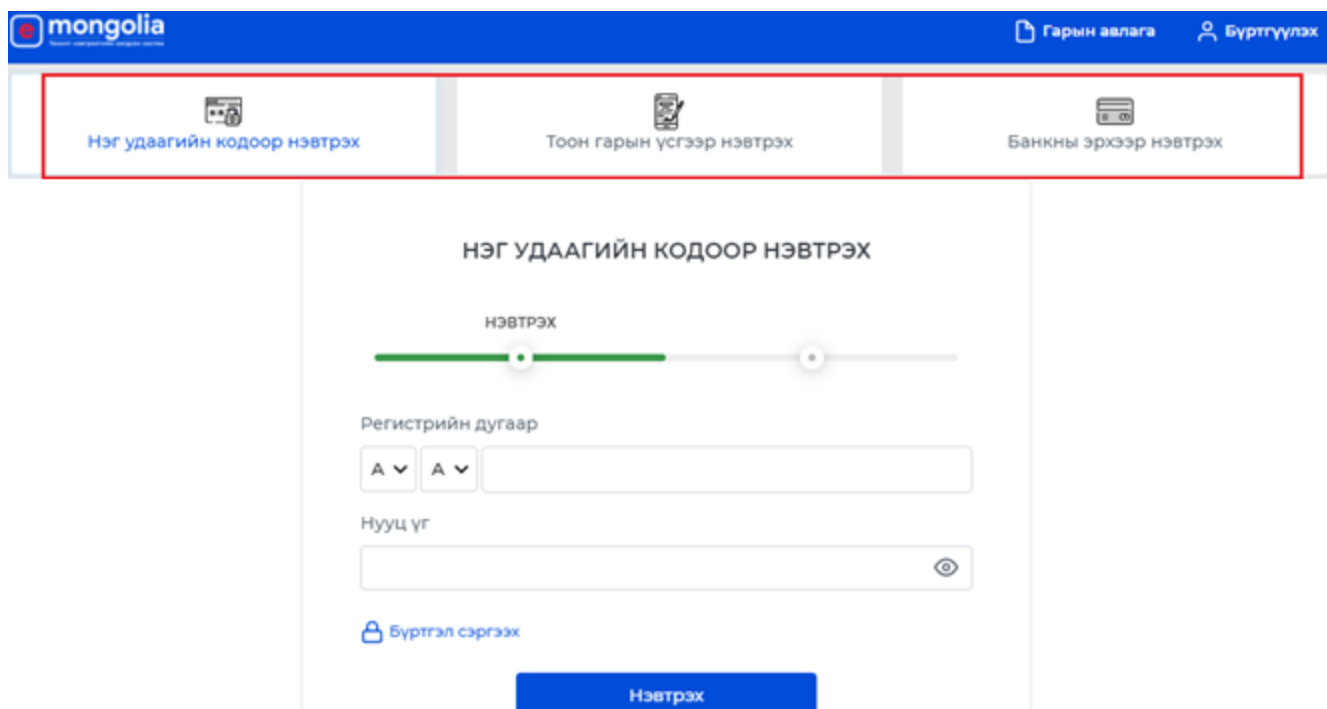 e mongolia
Гарын авлага
Бүртгүүлэх
Нэг удаагийн кодоор нэвтрэх
Тоон гарын үсгээр нэвтрэх
Банкны эрхээр нэвтрэх
НЭГ УДААГИЙН КОДООР НЭВТРЭХ
НЭВТРЭХ
Регистрийн дугаар
А А
Нууц үг
Бүртгэл сэргээх
Нэвтрэх